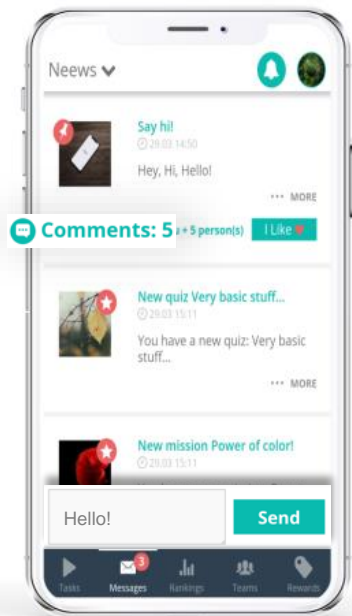 Neews
Say hi!
29.03 14:50
Hey, Hi, Hello!
... MORE
Comments: 5
+ 5 person(s)
I Like
New quiz Very basic stuff...
29.03 15:11
You have a new quiz: Very basic
stuff...
... MORE
New mission Power of color!
29.03 15:11
Hello!
Send
3
Tasks
Messages
Rankings
Teams
Rewards